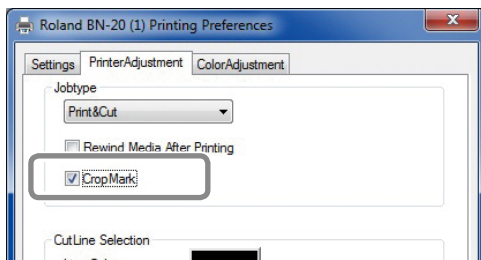 Roland BN-20 (1) Printing Preferences
Settings PrinterAdjustment ColorAdjustment
Jobtype
Print&Cut
Rewind Media After Printing
CropMark
CutLine Selection